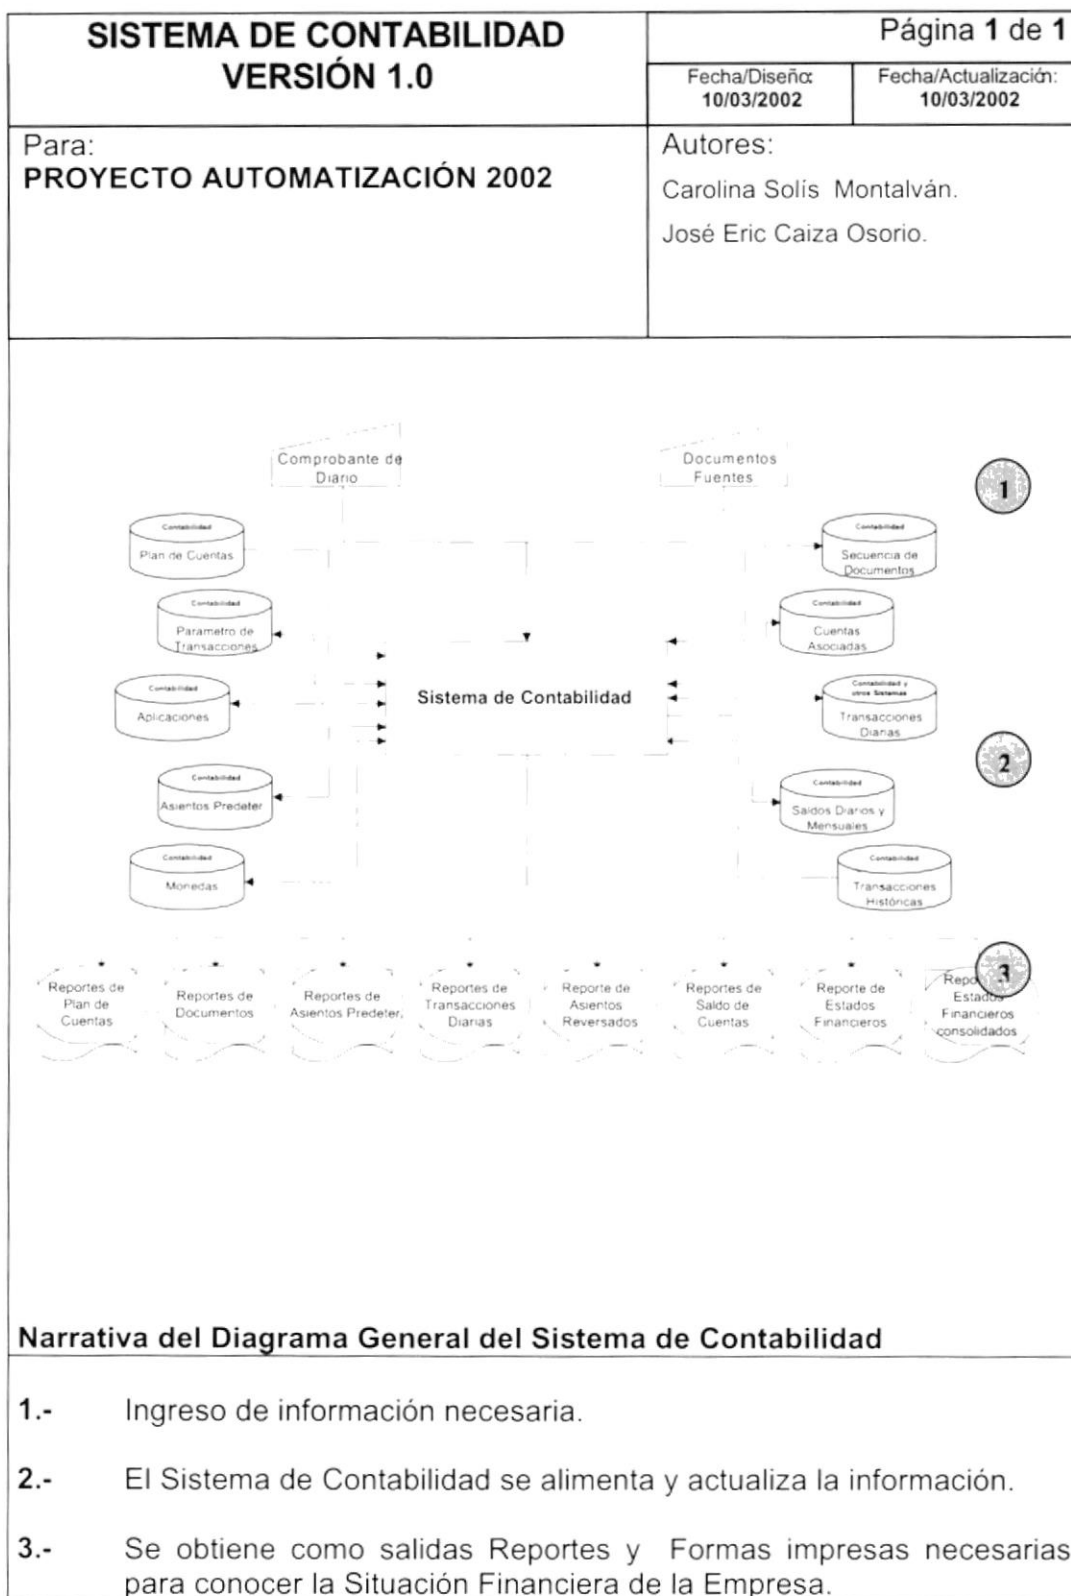 SISTEMA DE CONTABILIDAD
VERSIÓN 1.0
Página 1 de 1
Fecha/Diseño:
10/03/2002
Fecha/Actualización:
10/03/2002
Para:
PROYECTO AUTOMATIZACIÓN 2002
Autores:
Carolina Solís Montalván.
José Eric Caiza Osorio.
Comprobante de
Diario
Documentos
Fuentes
1
Contabilidad
Plan de Cuentas
Contabilidad
Secuencia de
Documentos
Contabilidad
Parametro de
Transacciones
Contabilidad
Cuentas
Asociadas
Sistema de Contabilidad
Contabilidad
Aplicaciones
Contabilidad y
otros Sistemas
Transacciones
Diarias
2
Contabilidad
Asientos Predeter
Contabilidad
Saldos Diarios y
Mensuales
Contabilidad
Monedas
Contabilidad
Transacciones
Históricas
3
Reportes de
Plan de
Cuentas
Reportes de
Documentos
Reportes de
Asientos Predeter.
Reportes de
Transacciones
Diarias
Reporte de
Asientos
Reversados
Reportes de
Saldo de
Cuentas
Reporte de
Estados
Financieros
Estados
Financieros
consolidados
Narrativa del Diagrama General del Sistema de Contabilidad
1.- Ingreso de información necesaria.
2.- El Sistema de Contabilidad se alimenta y actualiza la información.
3.- Se obtiene como salidas Reportes y Formas impresas necesarias
para conocer la Situación Financiera de la Empresa.